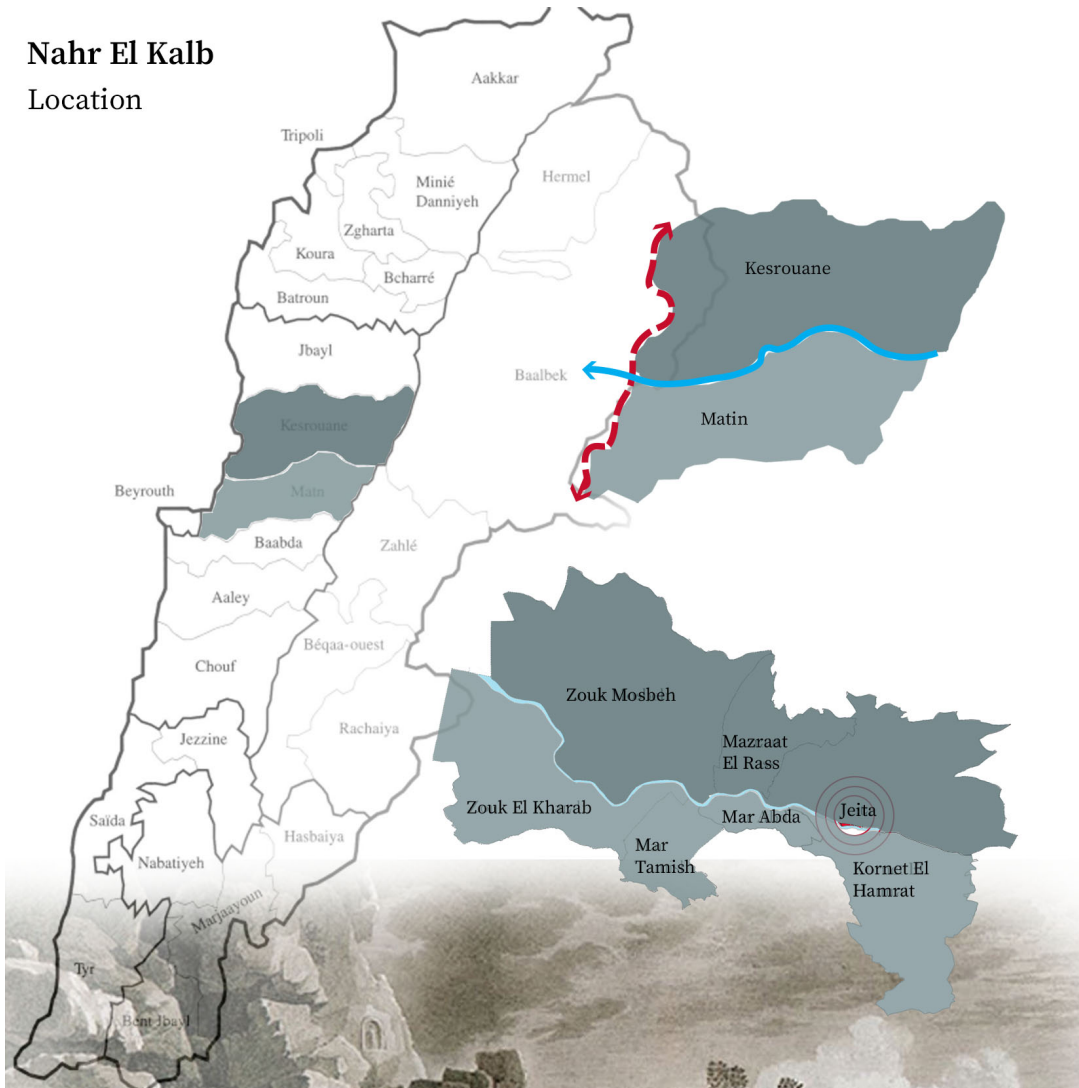 Nahr El Kalb
Location
Aakkar
Tripoli
Hermel
Minié
Danniyeh
Zgharta
Koura
Bcharré
Batroun
Jbayl
Baalbek
Kesrouane
Matn
Beyrouth
Baabda
Zahlé
Aaley
Béqaa-ouest
Chouf
Rachaiya
Jezzine
Saïda
Hasbaiya
Nabatiyeh
Marjaayoun
Tyr
Bent Jbayl
Kesrouane
Matin
Zouk Mosbeh
Mazraat
El Rass
Zouk El Kharab
Mar Abda
Jeita
Mar
Tamish
Kornet El
Hamrat